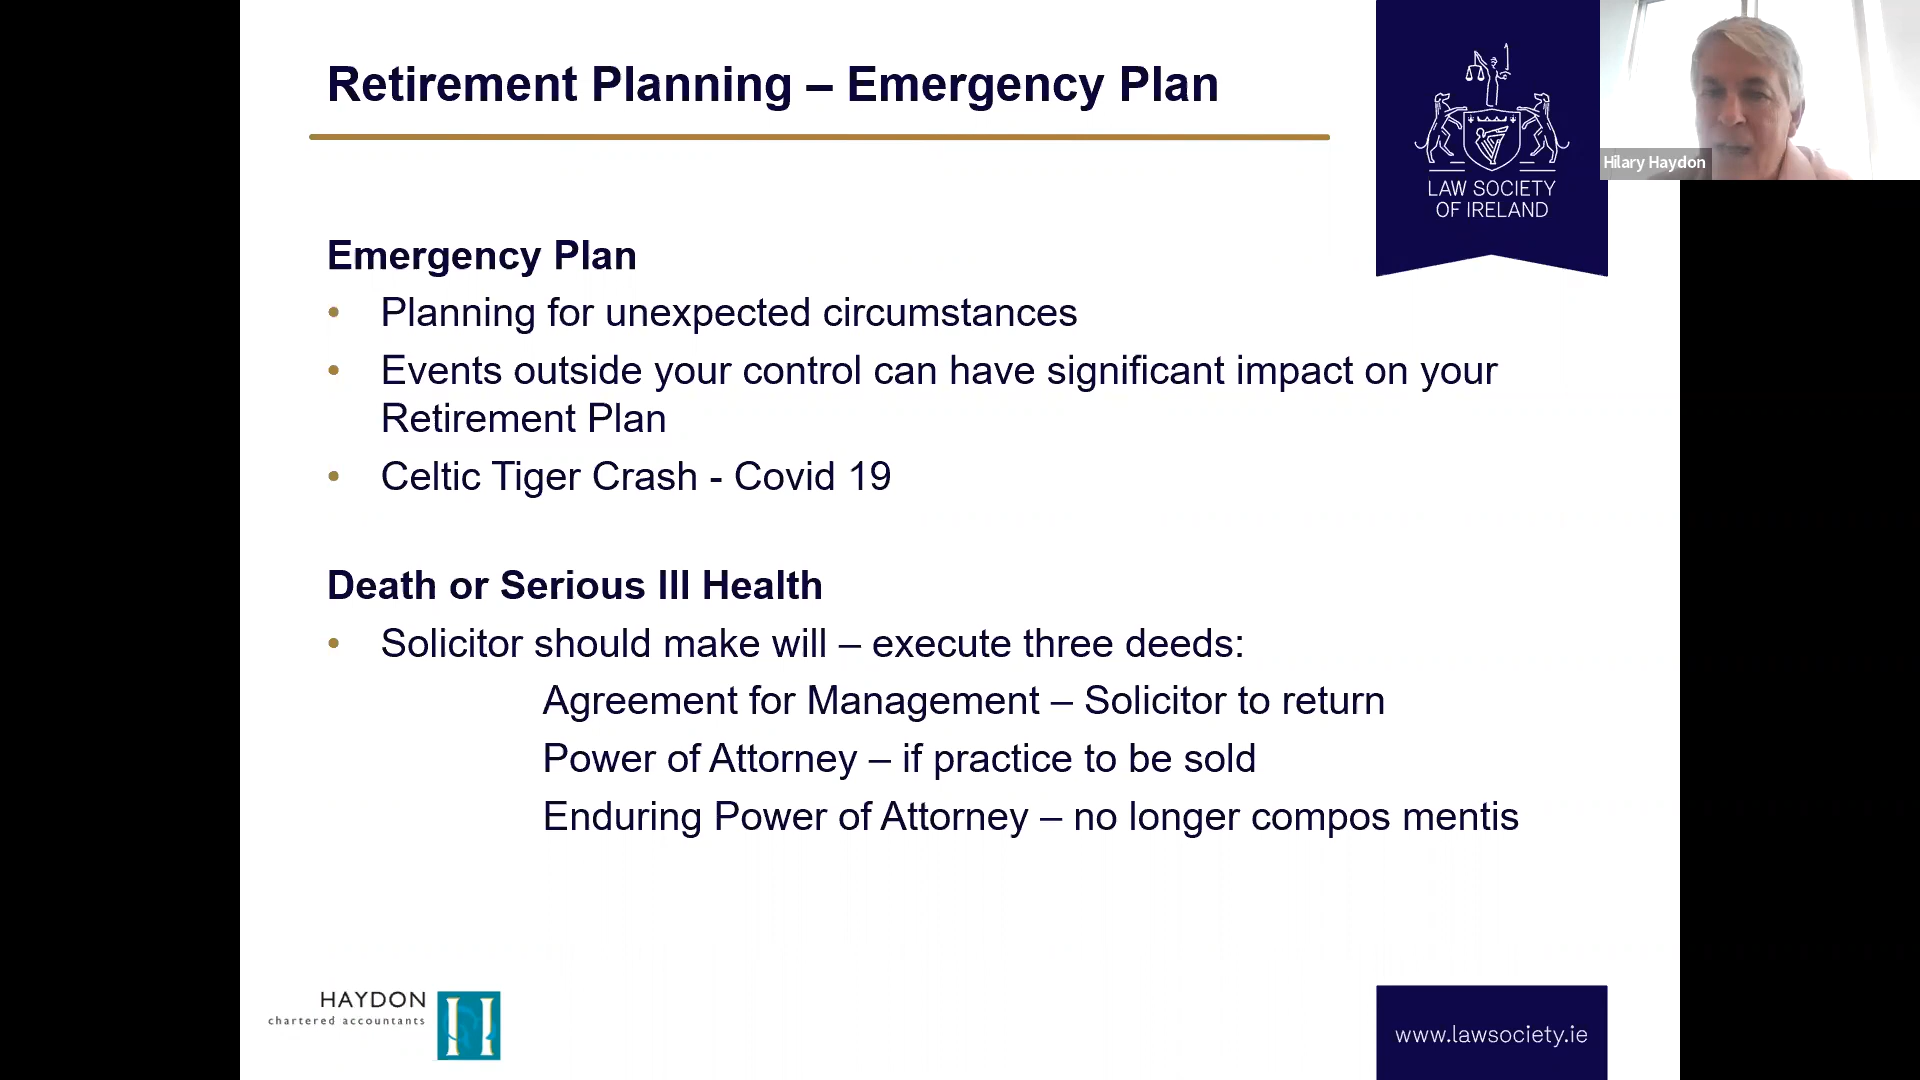 Retirement Planning – Emergency Plan
LAW SOCIETY
OF IRELAND
Hilary Haydon
Emergency Plan
• Planning for unexpected circumstances
• Events outside your control can have significant impact on your
Retirement Plan
• Celtic Tiger Crash - Covid 19
Death or Serious Ill Health
• Solicitor should make will – execute three deeds:
Agreement for Management – Solicitor to return
Power of Attorney – if practice to be sold
Enduring Power of Attorney – no longer compos mentis
HAYDON
chartered accountants
H
www.lawsociety.ie